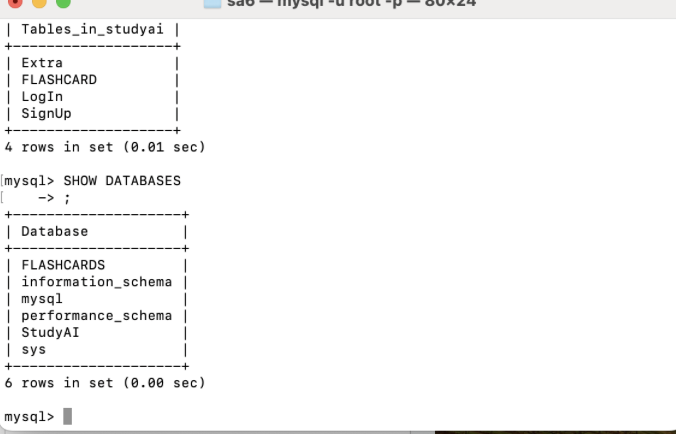 sa6 — mysql -u root -p — 80×24
| Tables_in_studyai |
+-------------------+
| Extra             |
| FLASHCARD         |
| LogIn             |
| SignUp            |
+-------------------+
4 rows in set (0.01 sec)
[mysql> SHOW DATABASES
[    -> ;
+--------------------+
| Database           |
+--------------------+
| FLASHCARDS         |
| information_schema |
| mysql              |
| performance_schema |
| StudyAI            |
| sys                |
+--------------------+
6 rows in set (0.00 sec)
mysql>